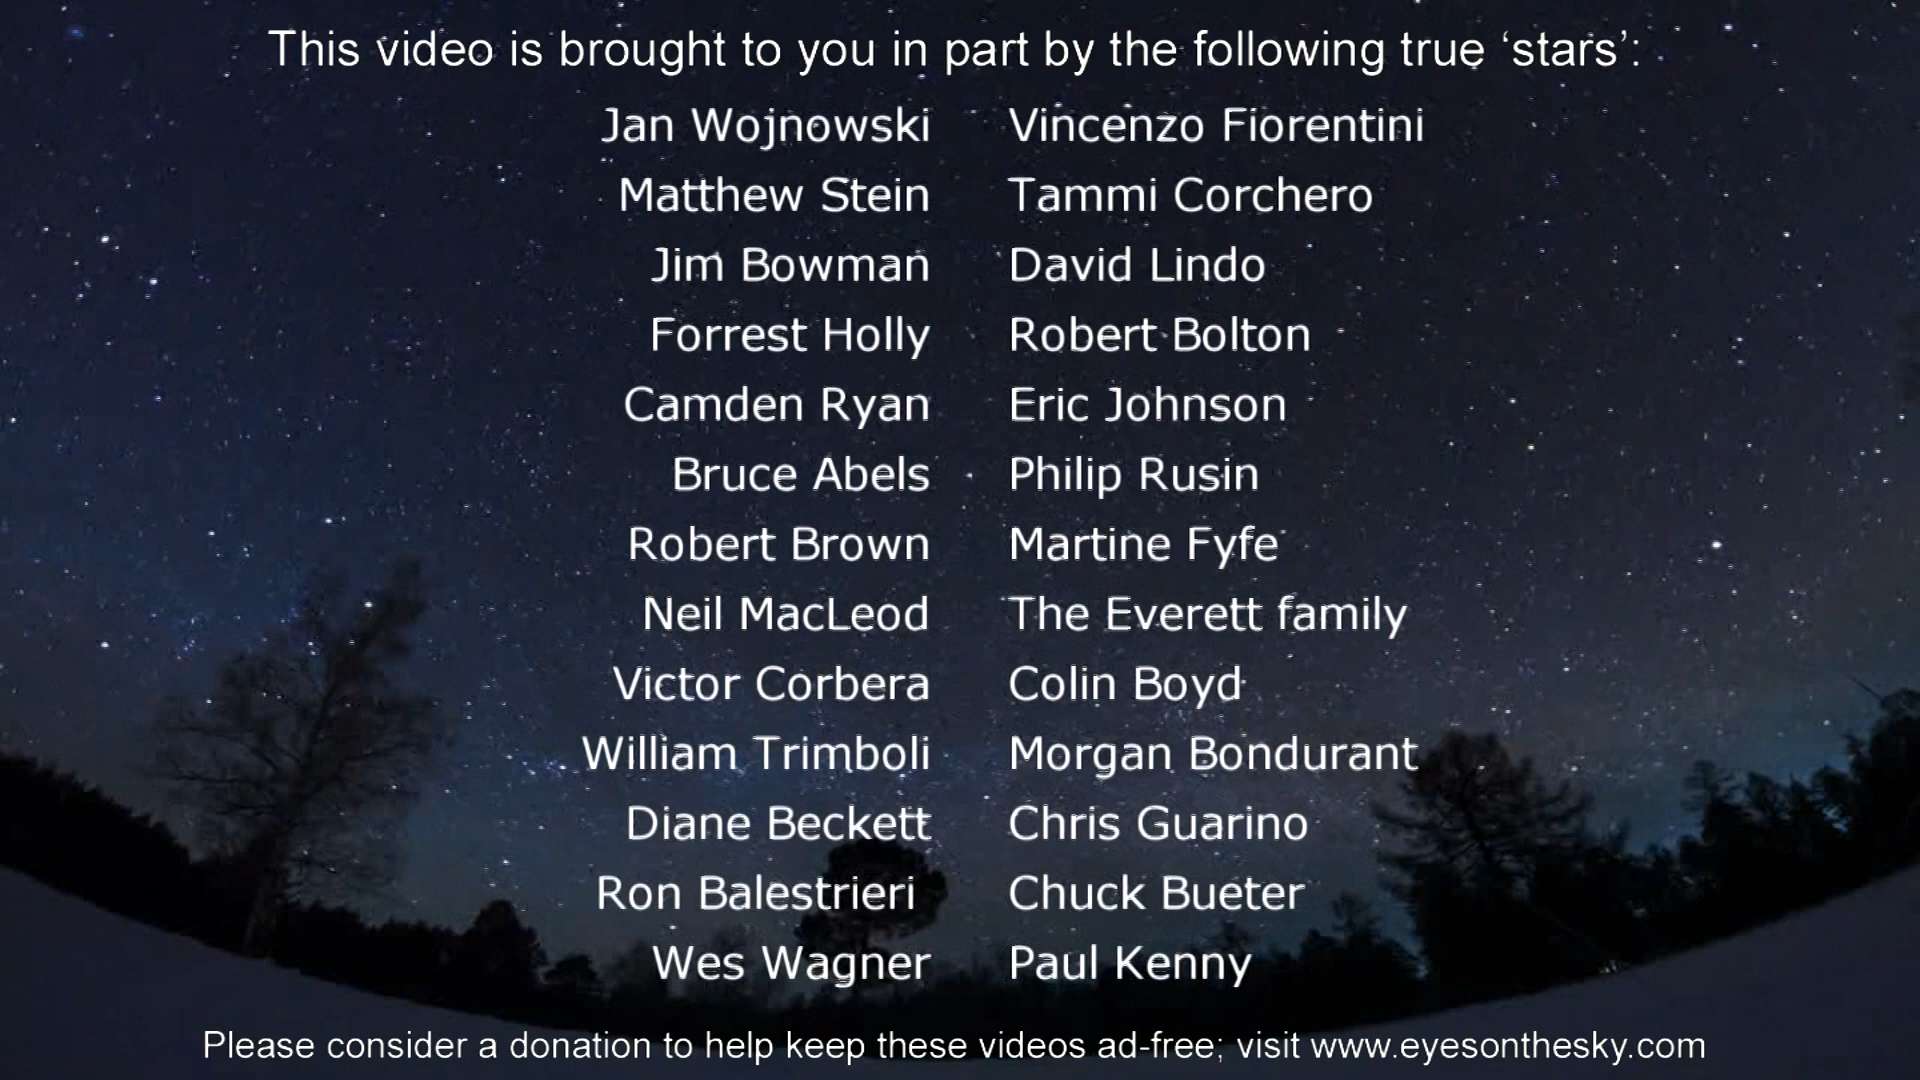 This video is brought to you in part by the following true ‘stars’:
Jan Wojnowski Vincenzo Fiorentini
Matthew Stein Tammi Corchero
Jim Bowman David Lindo
Forrest Holly Robert Bolton
Camden Ryan Eric Johnson
Bruce Abels Philip Rusin
Robert Brown Martine Fyfe
Neil MacLeod The Everett family
Victor Corbera Colin Boyd
William Trimboli Morgan Bondurant
Diane Beckett Chris Guarino
Ron Balestrieri Chuck Bueter
Wes Wagner Paul Kenny
Please consider a donation to help keep these videos ad-free; visit www.eyesonthesky.com